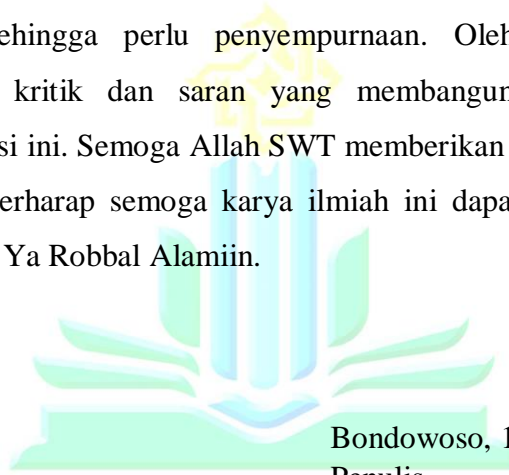 ehingga perlu penyempurnaan. Oleh
kritik dan saran yang membangun
si ini. Semoga Allah SWT memberikan
erharap semoga karya ilmiah ini dapa
Ya Robbal Alamiin.
Bondowoso, 1
Penulis